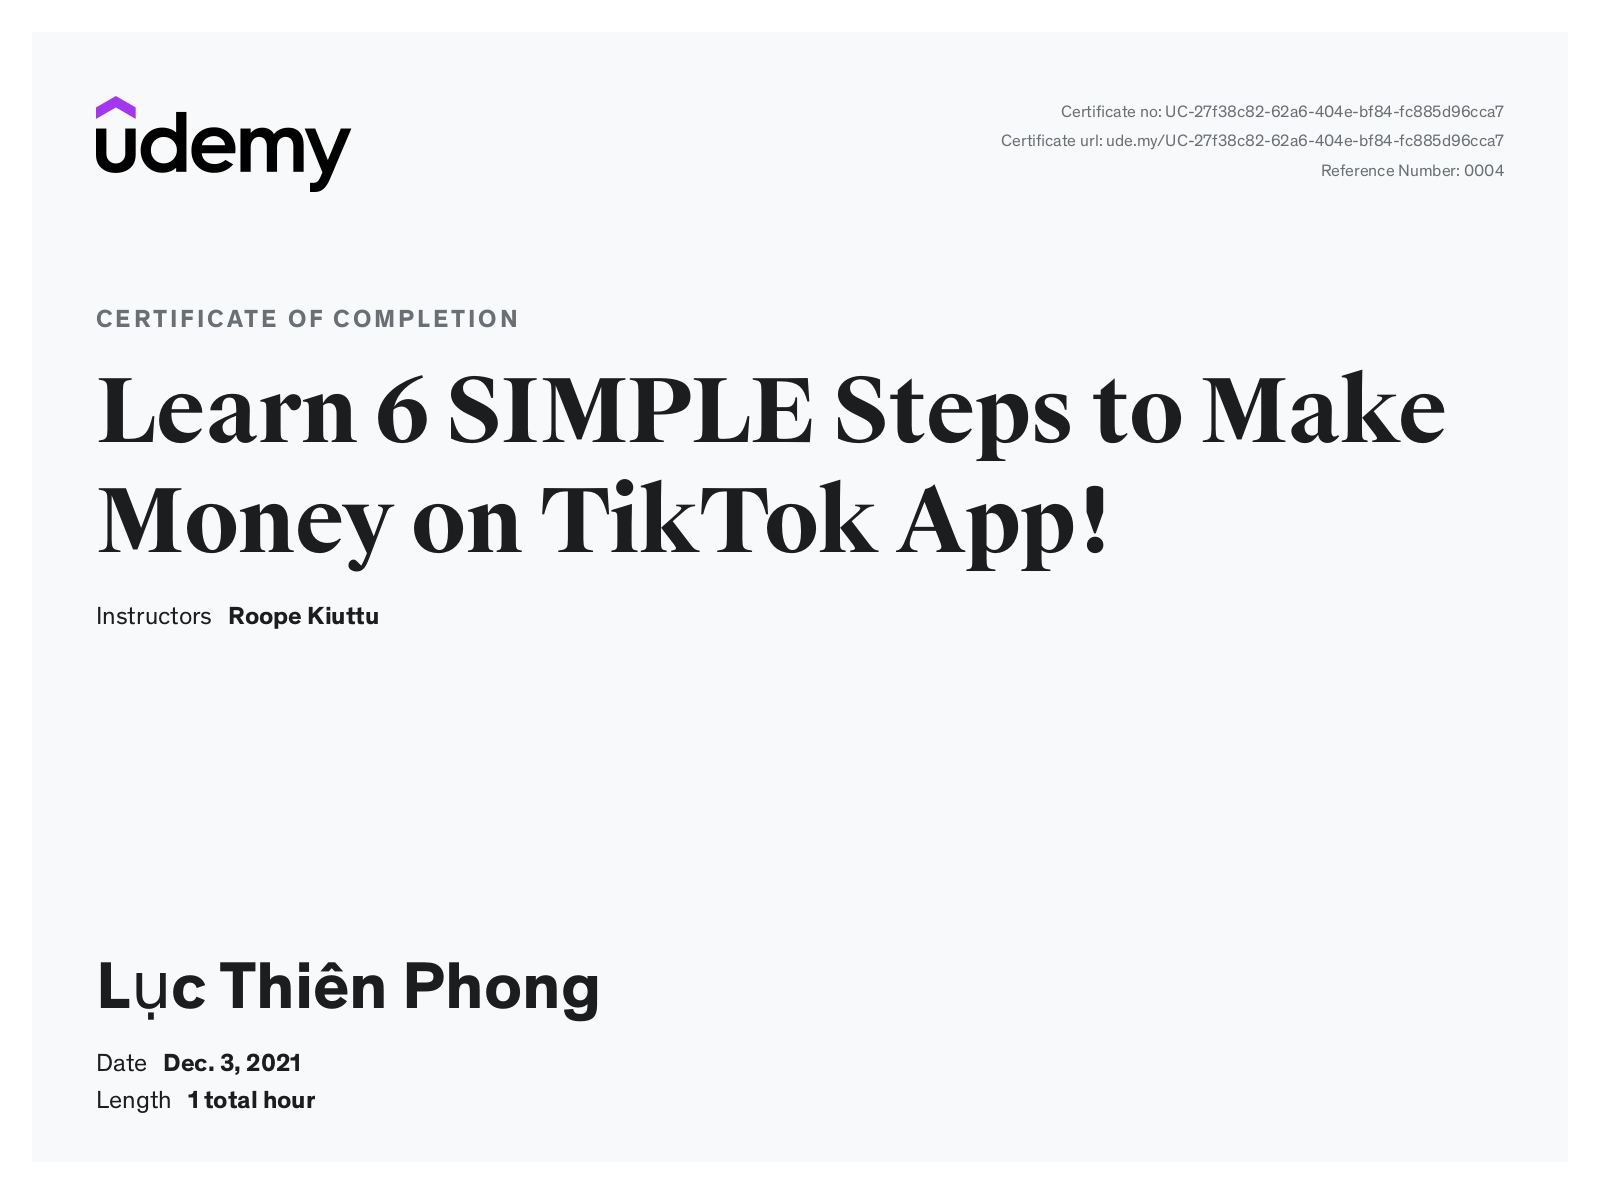 udemy
Certificate no: UC-27f38c82-62a6-404e-bf84-fc885d96cca7
Certificate url: ude.my/UC-27f38c82-62a6-404e-bf84-fc885d96cca7
Reference Number: 0004
CERTIFICATE OF COMPLETION
Learn 6 SIMPLE Steps to Make
Money on TikTok App!
Instructors Roope Kiuttu
Lục Thiên Phong
Date Dec. 3, 2021
Length 1 total hour